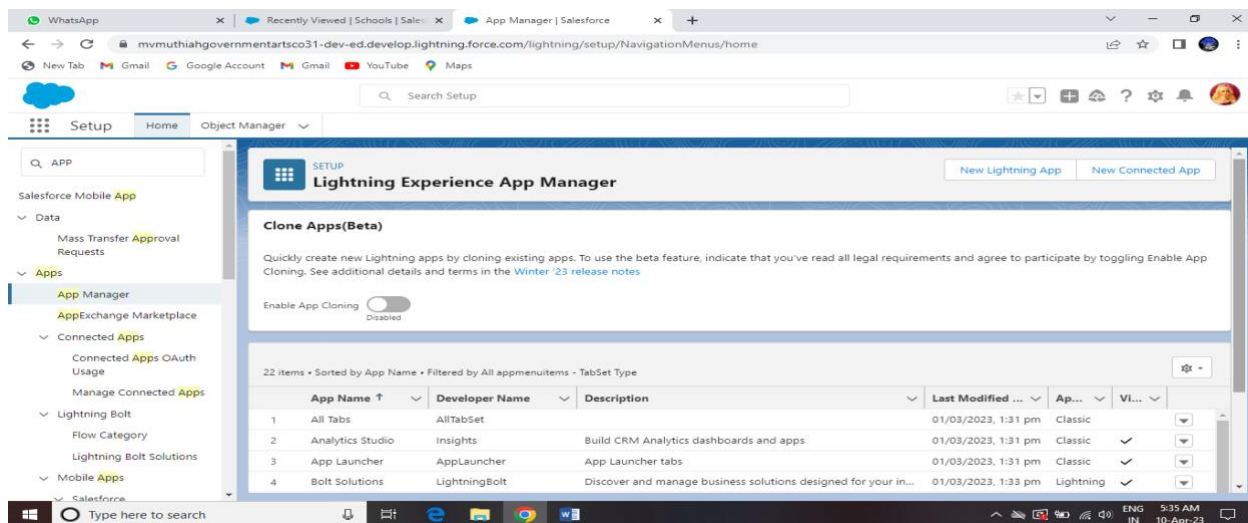 WhatsApp
Recently Viewed | Schools | Sales
App Manager | Salesforce
mvmuthiahgovernmentartsco31-dev-ed.develop.lightning.force.com/lightning/setup/NavigationMenus/home
New Tab Gmail Google Account Gmail YouTube Maps
Search Setup
Setup Home Object Manager
APP
Salesforce Mobile App
Data
Mass Transfer Approval
Requests
Apps
App Manager
AppExchange Marketplace
Connected Apps
Connected Apps OAuth
Usage
Manage Connected Apps
Lightning Bolt
Flow Category
Lightning Bolt Solutions
Mobile Apps
Salesforce
SETUP
Lightning Experience App Manager
New Lightning App New Connected App
Clone Apps(Beta)
Quickly create new Lightning apps by cloning existing apps. To use the beta feature, indicate that you've read all legal requirements and agree to participate by toggling Enable App
Cloning. See additional details and terms in the Winter '23 release notes
Enable App Cloning
Disabled
22 items • Sorted by App Name • Filtered by All appmenuitems - TabSet Type
App Name ↑ Developer Name Description Last Modified ... Ap... Vi...
1 All Tabs AllTabSet 01/03/2023, 1:31 pm Classic
2 Analytics Studio Insights Build CRM Analytics dashboards and apps 01/03/2023, 1:31 pm Classic
3 App Launcher AppLauncher App Launcher tabs 01/03/2023, 1:31 pm Classic
4 Bolt Solutions LightningBolt Discover and manage business solutions designed for your in... 01/03/2023, 1:33 pm Lightning
Type here to search
ENG
IN
5:35 AM
10-Apr-23